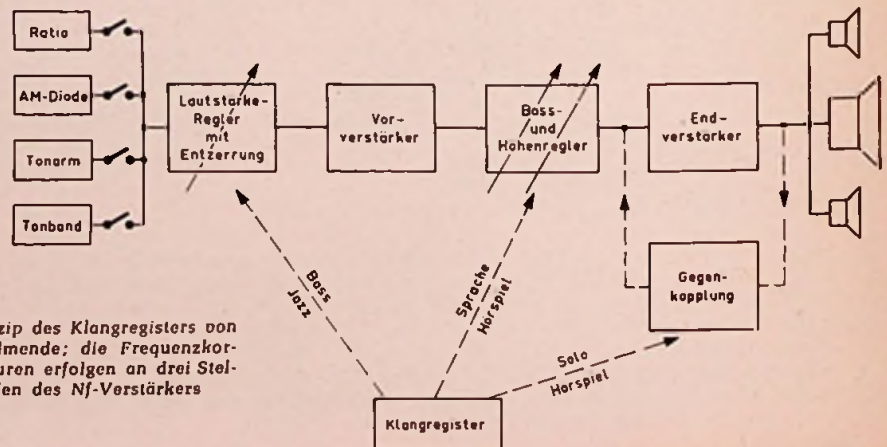 Ratio
AM-Diode
Tonarm
Tonband
Lautstärke-
Regler
mit
Entzerrung
Vor-
verstärker
Bass-
und
Höhenregler
End-
verstärker
Gegen-
kopplung
Bass
Jazz
Sprache
Hörspiel
Solo
Hörspiel
Klangregister
zip des Klangregisters von
lmende; die Frequenzkor-
uren erfolgen an drei Stel-
en des Nf-Verstärkers